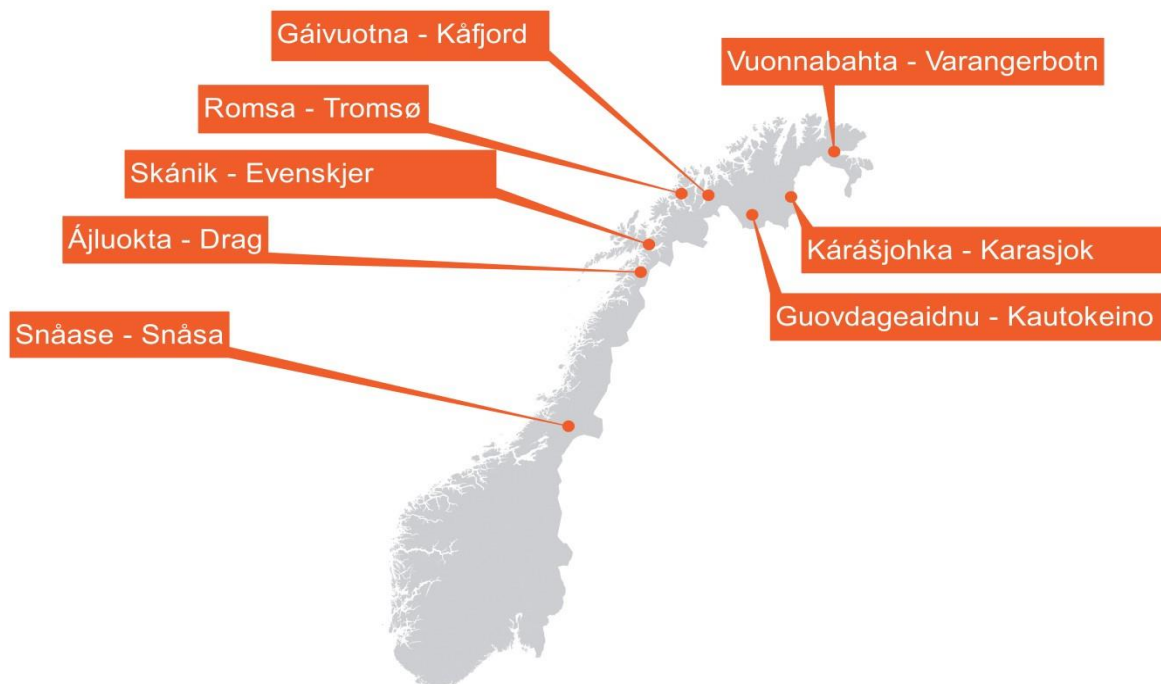 Gáivuotna - Kåfjord
Vuonnabahta - Varangerbotn
Romsa - Tromsø
Skánik - Evenskjer
Ájluokta - Drag
Kárášjohka - Karasjok
Guovdageaidnu - Kautokeino
Snåase - Snåsa